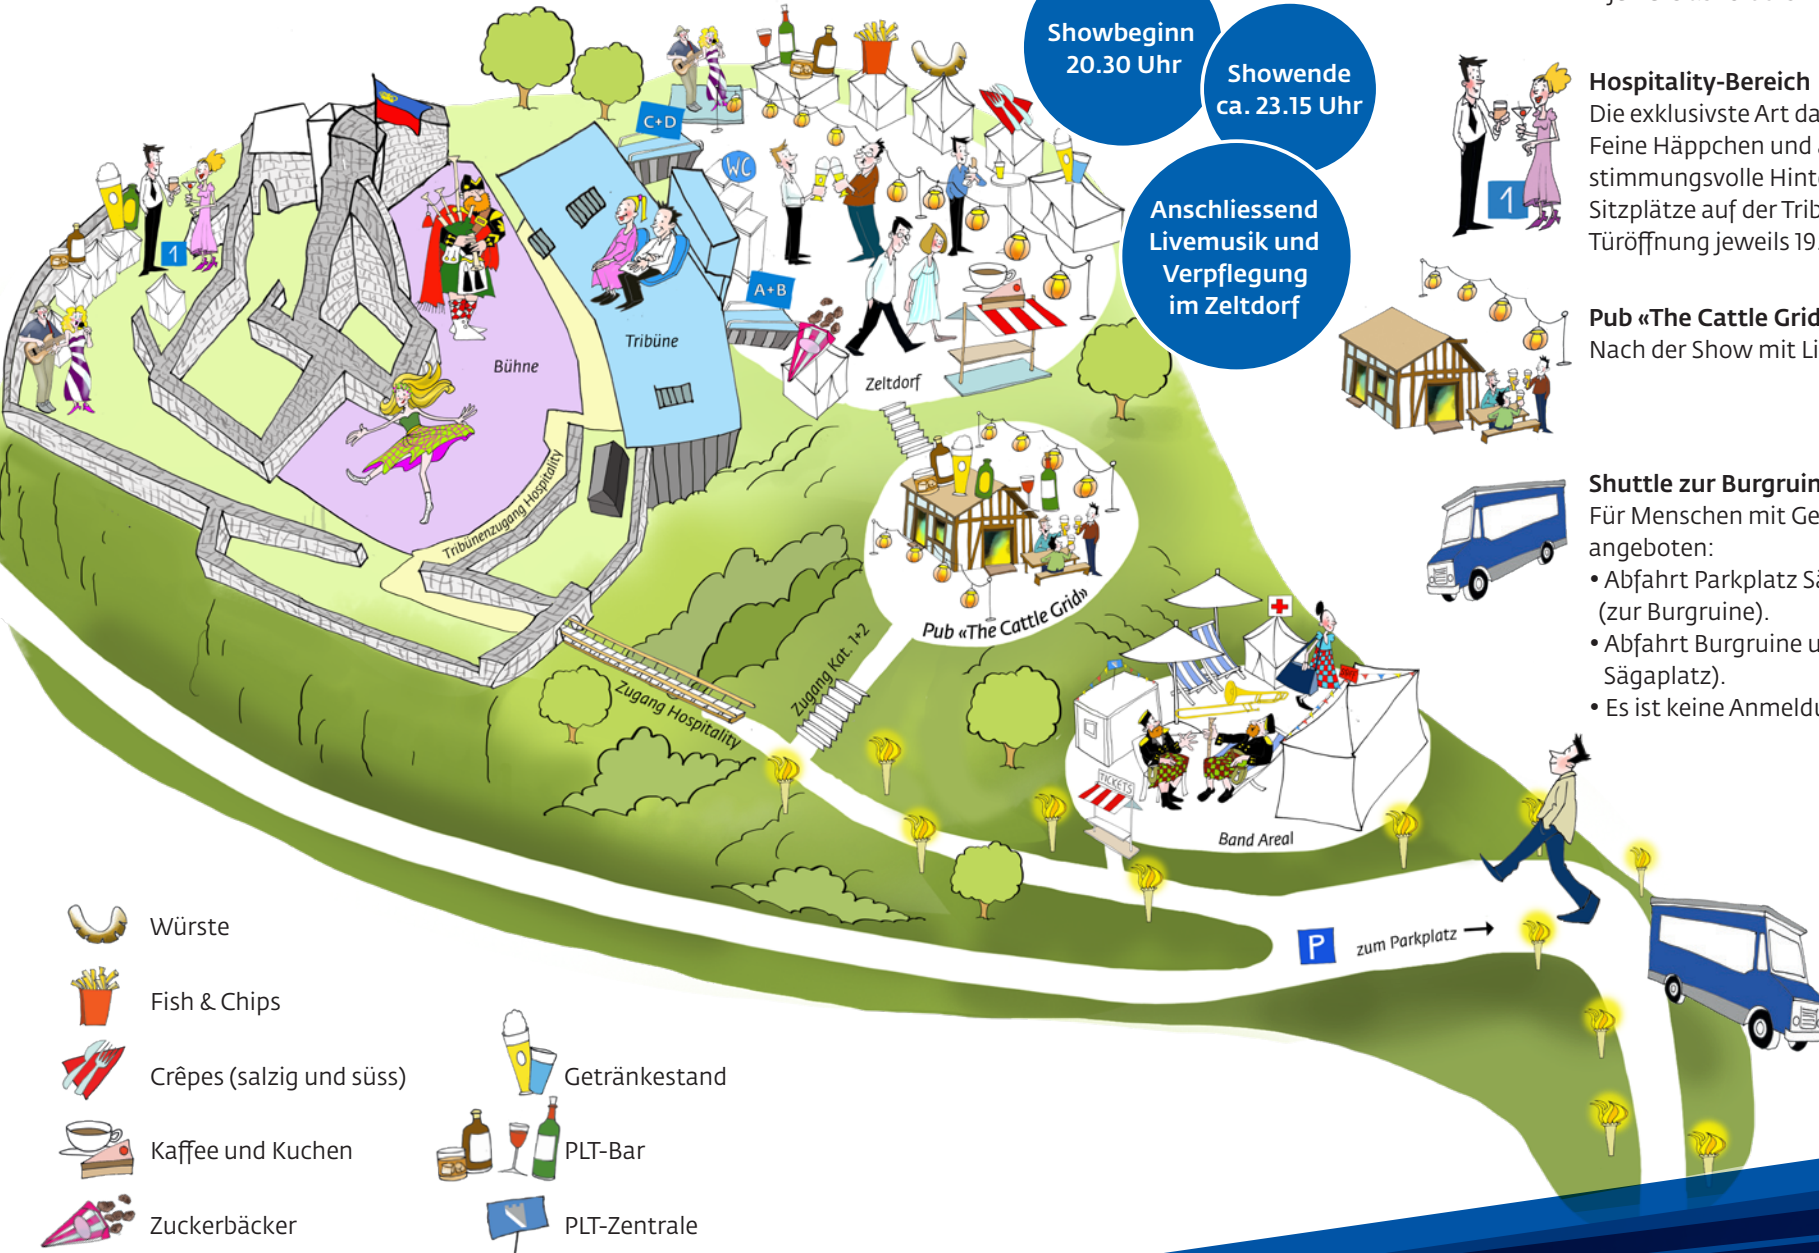 Showbeginn
20.30 Uhr
Showende
ca. 23.15 Uhr
Anschliessend
Livemusik und
Verpflegung
im Zeltdorf
C+D
WC
A+B
1
Bühne
Tribüne
Zeltdorf
Tribünenzugang Hospitality
Pub «The Cattle Grid»
Zugang Kat. 1+2
Zugang Hospitality
TICKETS
Band Areal
P
zum Parkplatz
1
Hospitality-Bereich
Die exklusivste Art da
Feine Häppchen und
stimmungsvolle Hint
Sitzplätze auf der Trib
Türöffnung jeweils 19
Pub «The Cattle Grid
Nach der Show mit Li
Shuttle zur Burgruin
Für Menschen mit Ge
angeboten:
• Abfahrt Parkplatz Sä
(zur Burgruine).
• Abfahrt Burgruine u
Sägaplatz).
• Es ist keine Anmeldu
Würste
Fish & Chips
Crêpes (salzig und süss)
Kaffee und Kuchen
Zuckerbäcker
Getränkestand
PLT-Bar
PLT-Zentrale